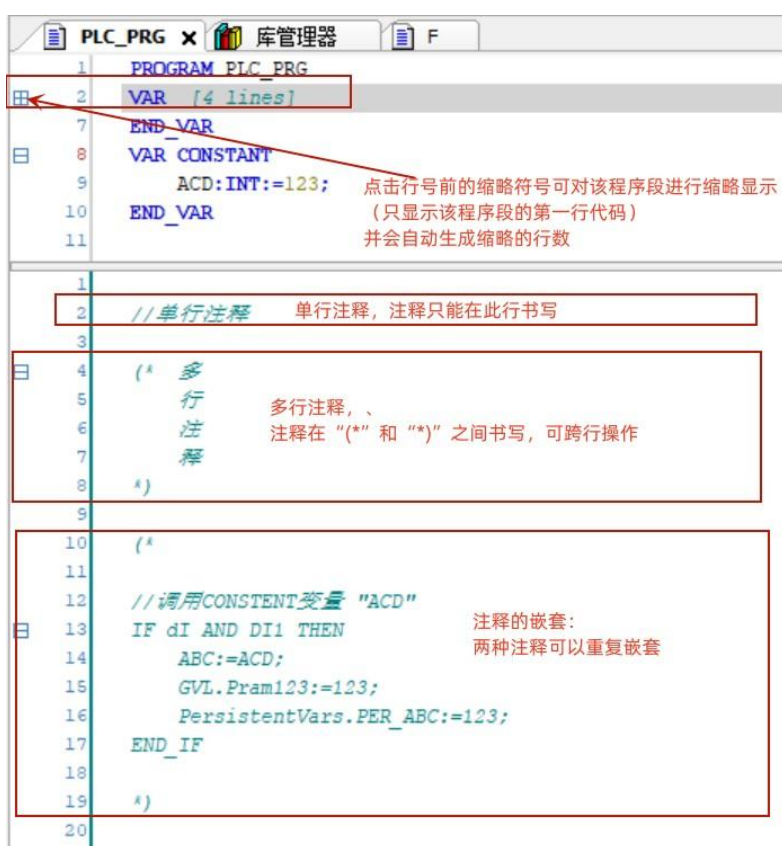 PLC_PRG 库管理器 F
1 PROGRAM PLC_PRG
2 VAR [4 lines]
7 END_VAR
8 VAR CONSTANT
9 ACD:INT:=123;
10 END_VAR
11
点击行号前的缩略符号可对该程序段进行缩略显示
（只显示该程序段的第一行代码）
并会自动生成缩略的行数
1
2 //单行注释 单行注释，注释只能在此行书写
3
4 (* 多
5 行
6 注
7 释
8 *)
多行注释，、
注释在“(*”和“*)”之间书写，可跨行操作
9
10 (*
11
12 //调用CONSTENT变量 "ACD"
13 IF dI AND DI1 THEN
14 ABC:=ACD;
15 GVL.Pram123:=123;
16 PersistentVars.PER_ABC:=123;
17 END_IF
18
19 *)
20
注释的嵌套：
两种注释可以重复嵌套